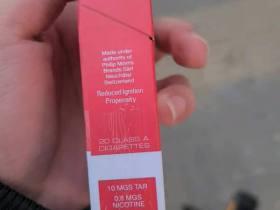 Made under
authority of
Philip Morris
Brands Sàrl
Neuchâtel
Switzerland
Reduced Ignition
Propensity
20 CLASS A
CIGARETTES
10 MGS TAR
0,8 MGS
NICOTINE